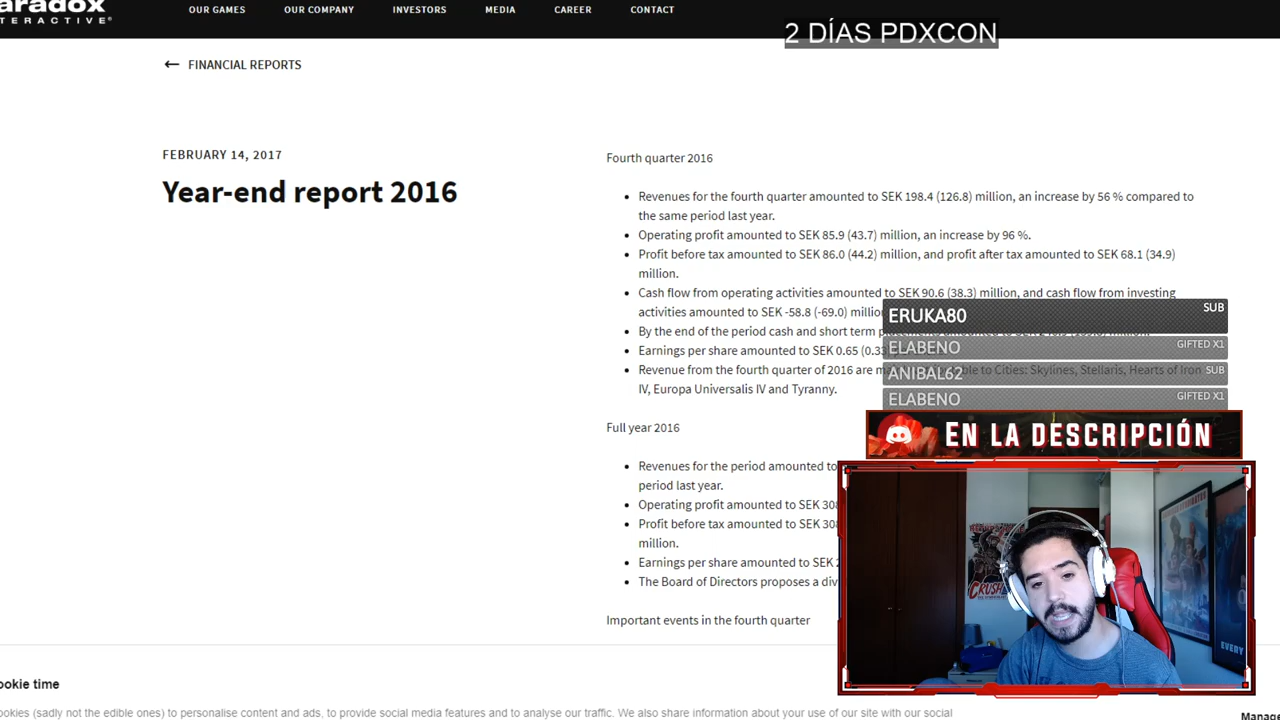 aradox
NTERACTIVE®
OUR GAMES OUR COMPANY INVESTORS MEDIA CAREER CONTACT
2 DÍAS PDXCON
← FINANCIAL REPORTS
FEBRUARY 14, 2017
Year-end report 2016
Fourth quarter 2016
• Revenues for the fourth quarter amounted to SEK 198.4 (126.8) million, an increase by 56 % compared to
the same period last year.
• Operating profit amounted to SEK 85.9 (43.7) million, an increase by 96 %.
• Profit before tax amounted to SEK 86.0 (44.2) million, and profit after tax amounted to SEK 68.1 (34.9)
million.
• Cash flow from operating activities amounted to SEK 90.6 (38.3) million, and cash flow from investing
activities amounted to SEK -58.8 (-69.0) millio
• By the end of the period cash and short term
• Earnings per share amounted to SEK 0.65 (0.33
• Revenue from the fourth quarter of 2016 are to Cities: Skylines, Stellaris, Hearts of Iron
IV, Europa Universalis IV and Tyranny.
ERUKA80 SUB
ELABENO GIFTED X1
ANIBAL62 SUB
ELABENO GIFTED X1
EN LA DESCRIPCIÓN
Full year 2016
• Revenues for the period amounted to
period last year.
• Operating profit amounted to SEK 308
• Profit before tax amounted to SEK 308
million.
• Earnings per share amounted to SEK
• The Board of Directors proposes a div
Important events in the fourth quarter
CRUSH
EVERY
ookie time
ookies (sadly not the edible ones) to personalise content and ads, to provide social media features and to analyse our traffic. We also share information about your use of our site with our social
Manag